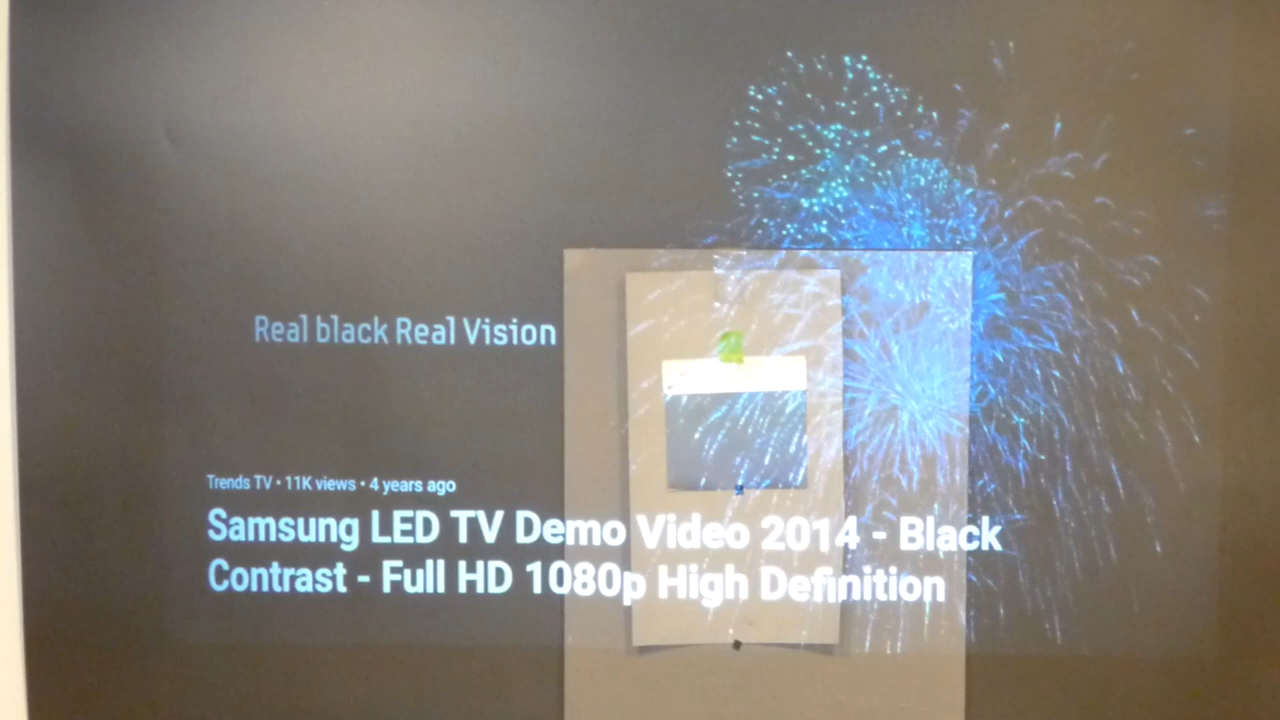 Real black Real Vision
Trends TV • 11K views • 4 years ago
Samsung LED TV Demo Video 2014 - Black
Contrast - Full HD 1080p High Definition